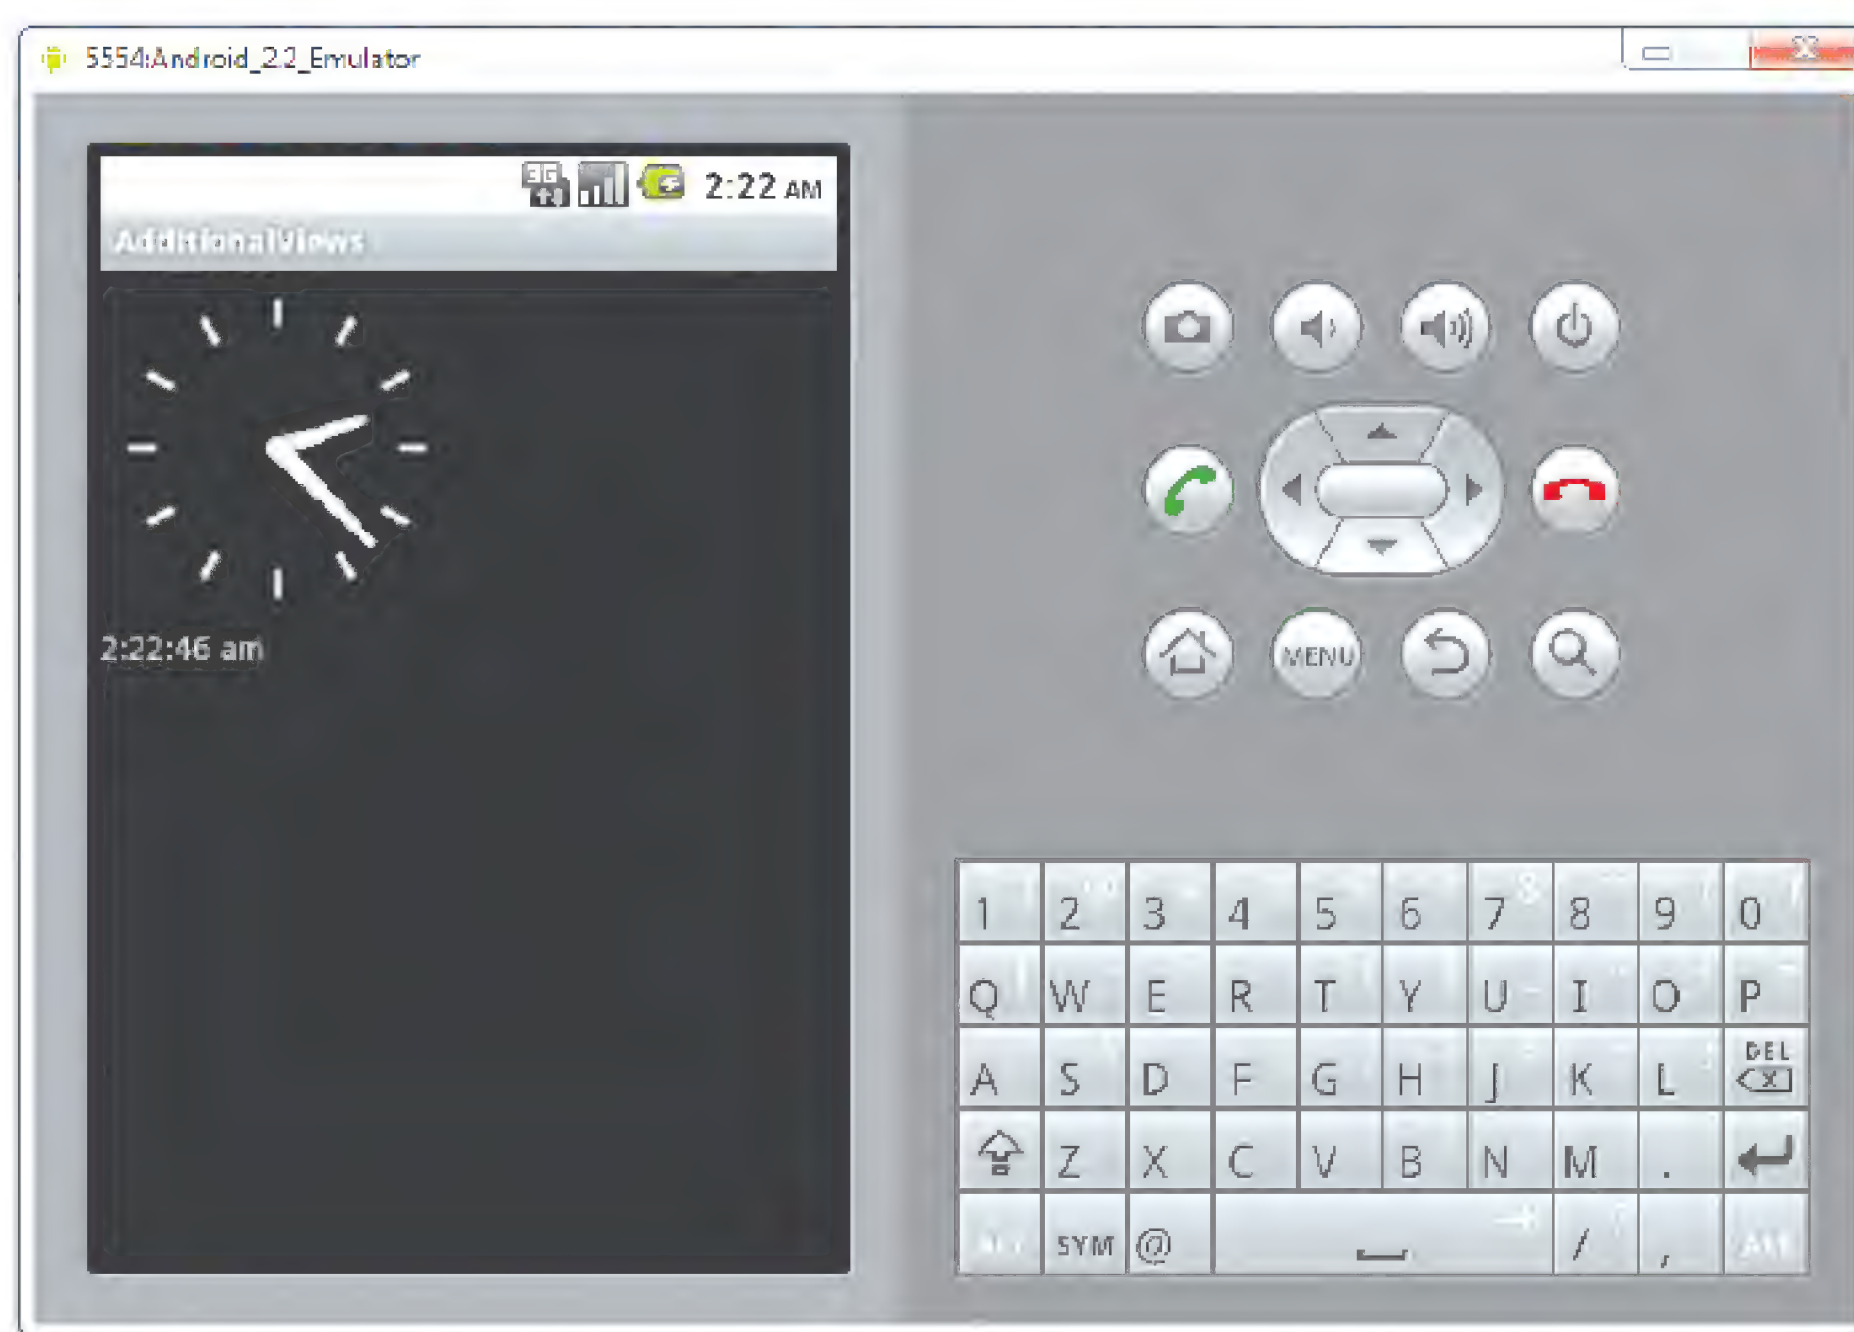 5554:Android_2.2_Emulator
2:22 AM
AdditionalViews
2:22:46 am
MENU
1 2 3 4 5 6 7 8 9 0
Q W E R T Y U I O P
A S D F G H J K L DEL
Z X C V B N M .
SYM @ / , ALT